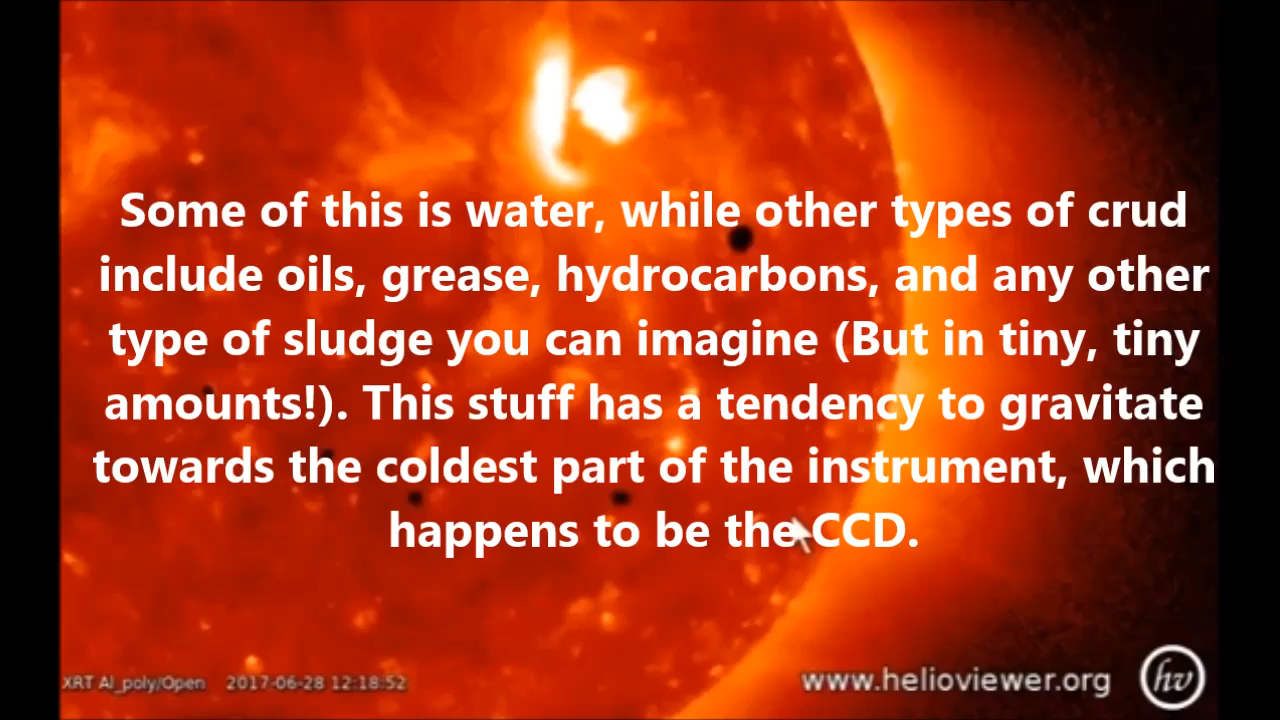 Some of this is water, while other types of crud
include oils, grease, hydrocarbons, and any other
type of sludge you can imagine (But in tiny, tiny
amounts!). This stuff has a tendency to gravitate
towards the coldest part of the instrument, which
happens to be the CCD.
XRT Al_poly/Open 2017-06-28 12:18:52
www.helioviewer.org hv